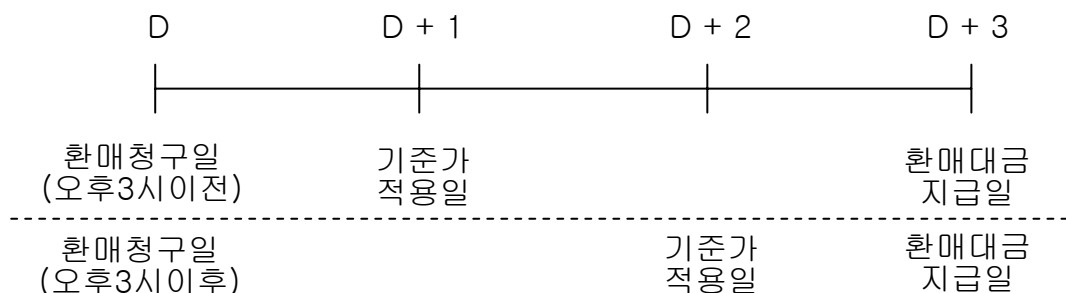 D D + 1 D + 2 D + 3
환매청구일 기준가 환매대금
(오후3시이전) 적용일 지급일
환매청구일 기준가 환매대금
(오후3시이후) 적용일 지급일